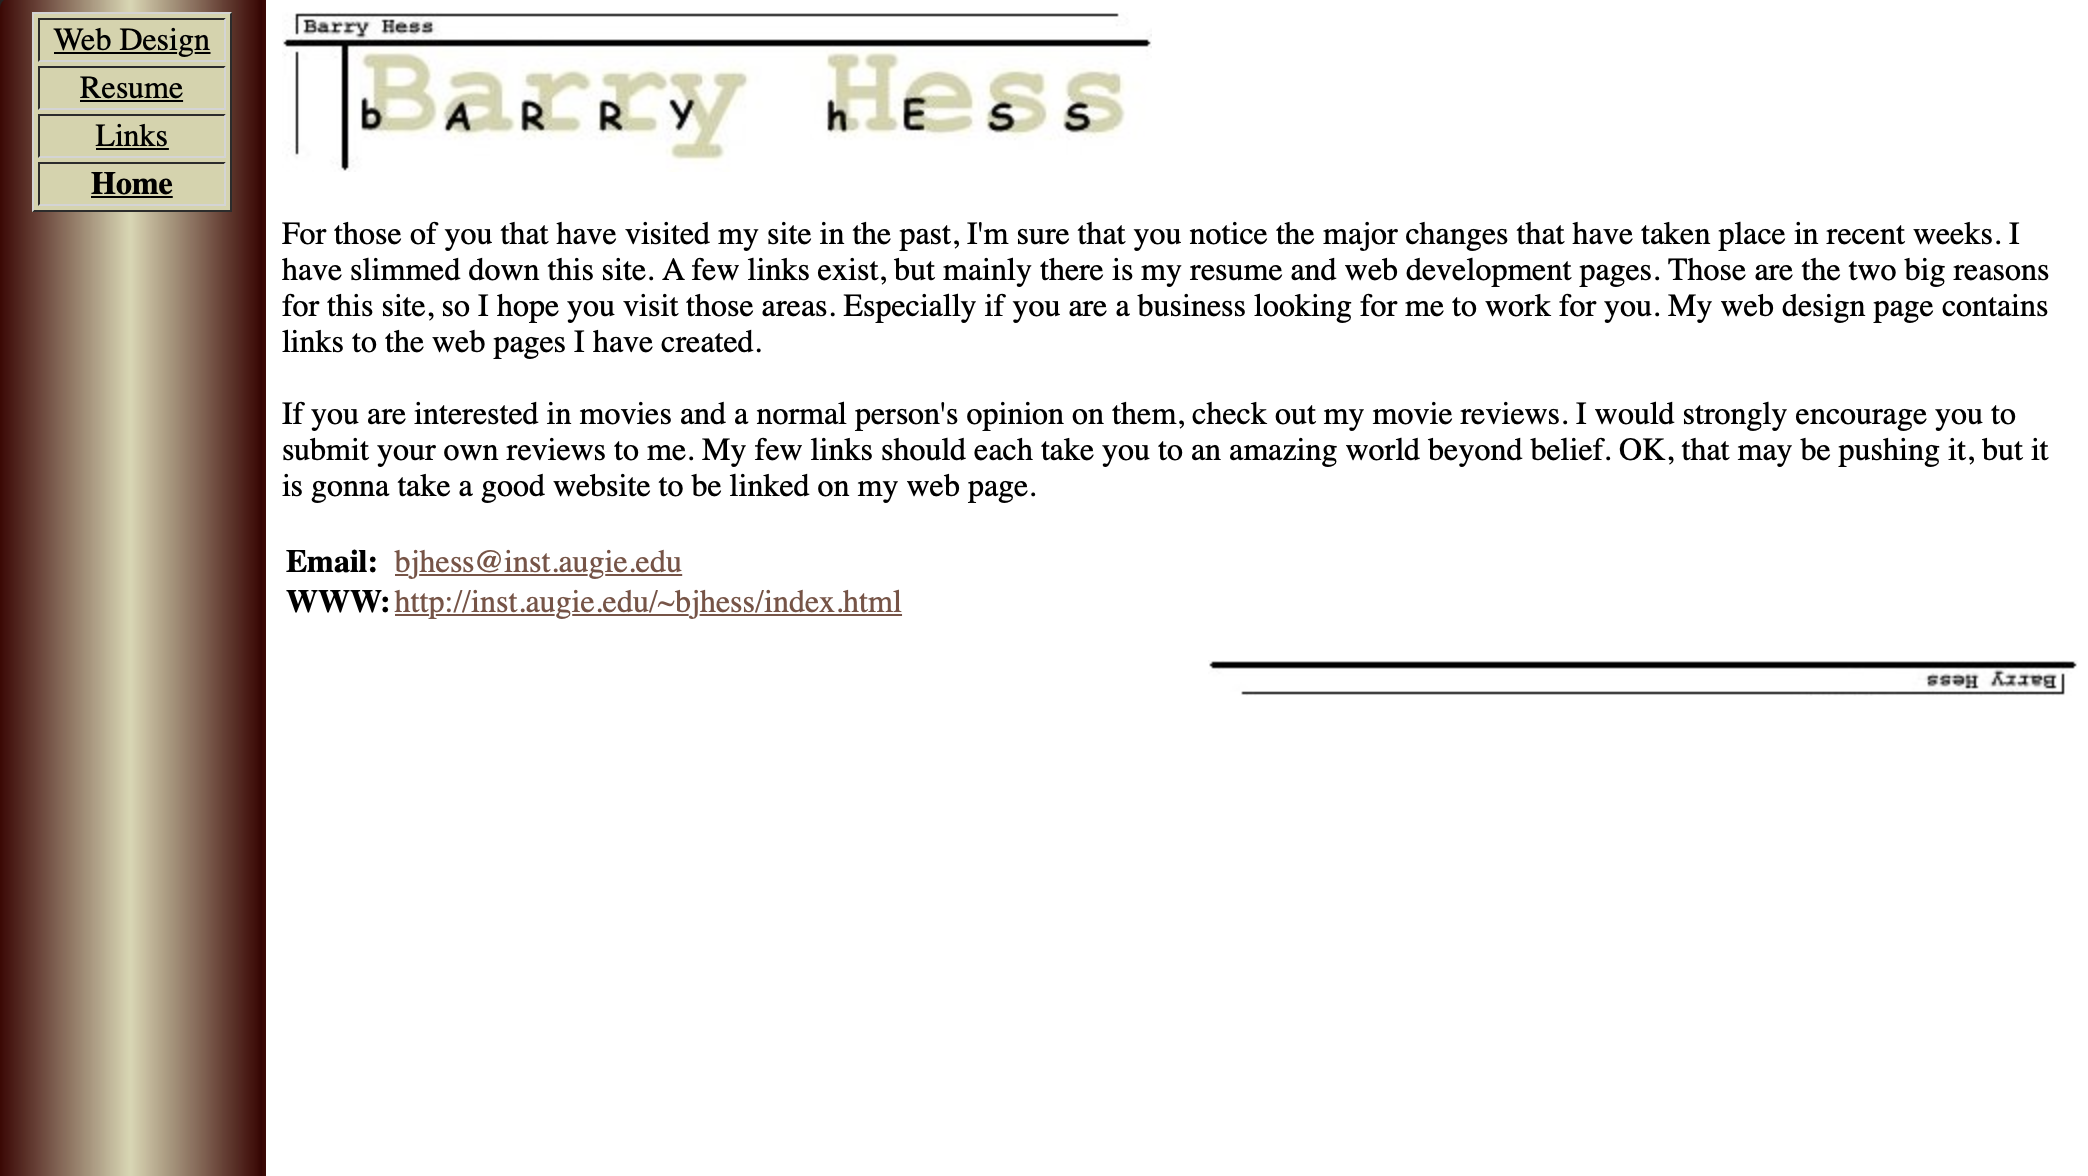 Web Design
Resume
Links
Home
Barry Hess
Barry Hess
bARRY hESS
For those of you that have visited my site in the past, I'm sure that you notice the major changes that have taken place in recent weeks. I
have slimmed down this site. A few links exist, but mainly there is my resume and web development pages. Those are the two big reasons
for this site, so I hope you visit those areas. Especially if you are a business looking for me to work for you. My web design page contains
links to the web pages I have created.
If you are interested in movies and a normal person's opinion on them, check out my movie reviews. I would strongly encourage you to
submit your own reviews to me. My few links should each take you to an amazing world beyond belief. OK, that may be pushing it, but it
is gonna take a good website to be linked on my web page.
Email: bjhess@inst.augie.edu
WWW: http://inst.augie.edu/~bjhess/index.html
Barry Hess